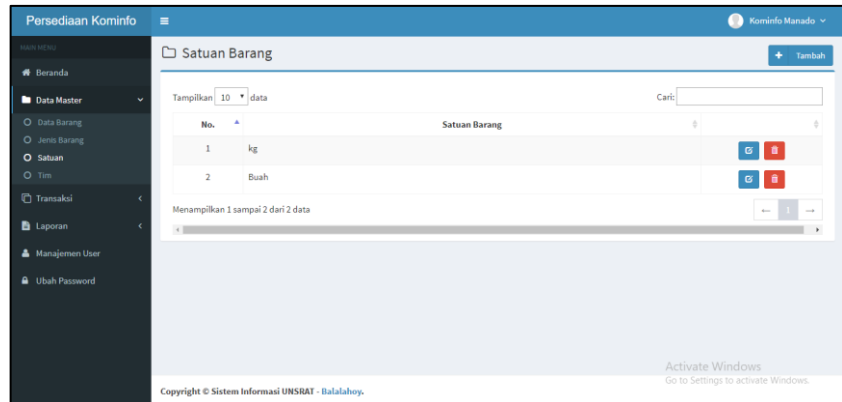 Persediaan Kominfo
Kominfo Manado
MAIN MENU
Beranda
Data Master
Data Barang
Jenis Barang
Satuan
Tim
Transaksi
Laporan
Manajemen User
Ubah Password
Satuan Barang
+ Tambah
Tampilkan 10 data
Cari:
No. Satuan Barang
1 kg
2 Buah
Menampilkan 1 sampai 2 dari 2 data
← 1 →
Activate Windows
Go to Settings to activate Windows.
Copyright © Sistem Informasi UNSRAT - Balalahoy.